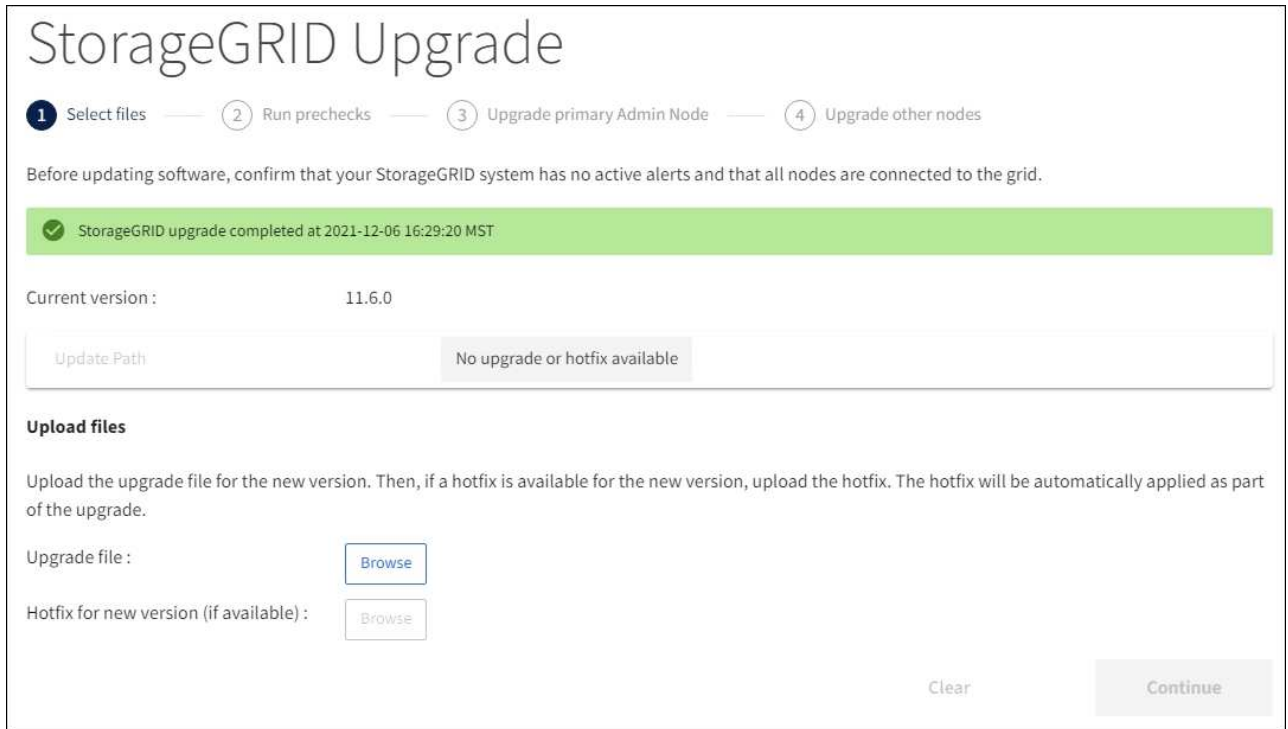 StorageGRID Upgrade
1 Select files 2 Run prechecks 3 Upgrade primary Admin Node 4 Upgrade other nodes
Before updating software, confirm that your StorageGRID system has no active alerts and that all nodes are connected to the grid.
StorageGRID upgrade completed at 2021-12-06 16:29:20 MST
Current version : 11.6.0
Update Path No upgrade or hotfix available
Upload files
Upload the upgrade file for the new version. Then, if a hotfix is available for the new version, upload the hotfix. The hotfix will be automatically applied as part
of the upgrade.
Upgrade file : Browse
Hotfix for new version (if available) : Browse
Clear Continue